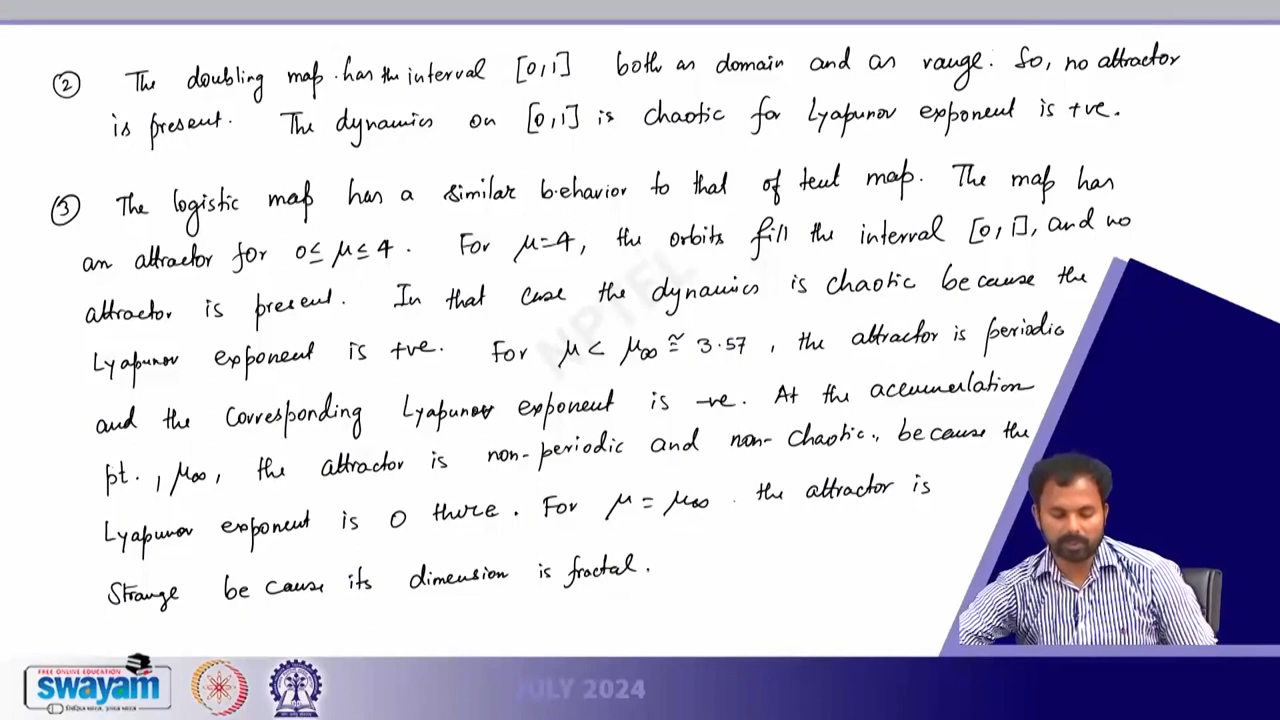 ② The doubling map has the interval [0,1] both as domain and as range. So, no attractor
is present. The dynamics on [0,1] is chaotic for Lyapunov exponent is +ve.
③ The logistic map has a similar behavior to that of tent map. The map has
an attractor for 0≤ μ ≤ 4. For μ=4, the orbits fill the interval [0,1], and no
attractor is present. In that case the dynamics is chaotic because the
Lyapunov exponent is +ve. For μ < μ∞ ≅ 3.57, the attractor is periodic
and the corresponding Lyapunov exponent is -ve. At the accumulation
pt., μ∞, the attractor is non-periodic and non-chaotic, because the
Lyapunov exponent is 0 there. For μ = μ∞ the attractor is
Strange because its dimension is fractal.
NPTEL
FREE ONLINE EDUCATION
swayam
JULY 2024